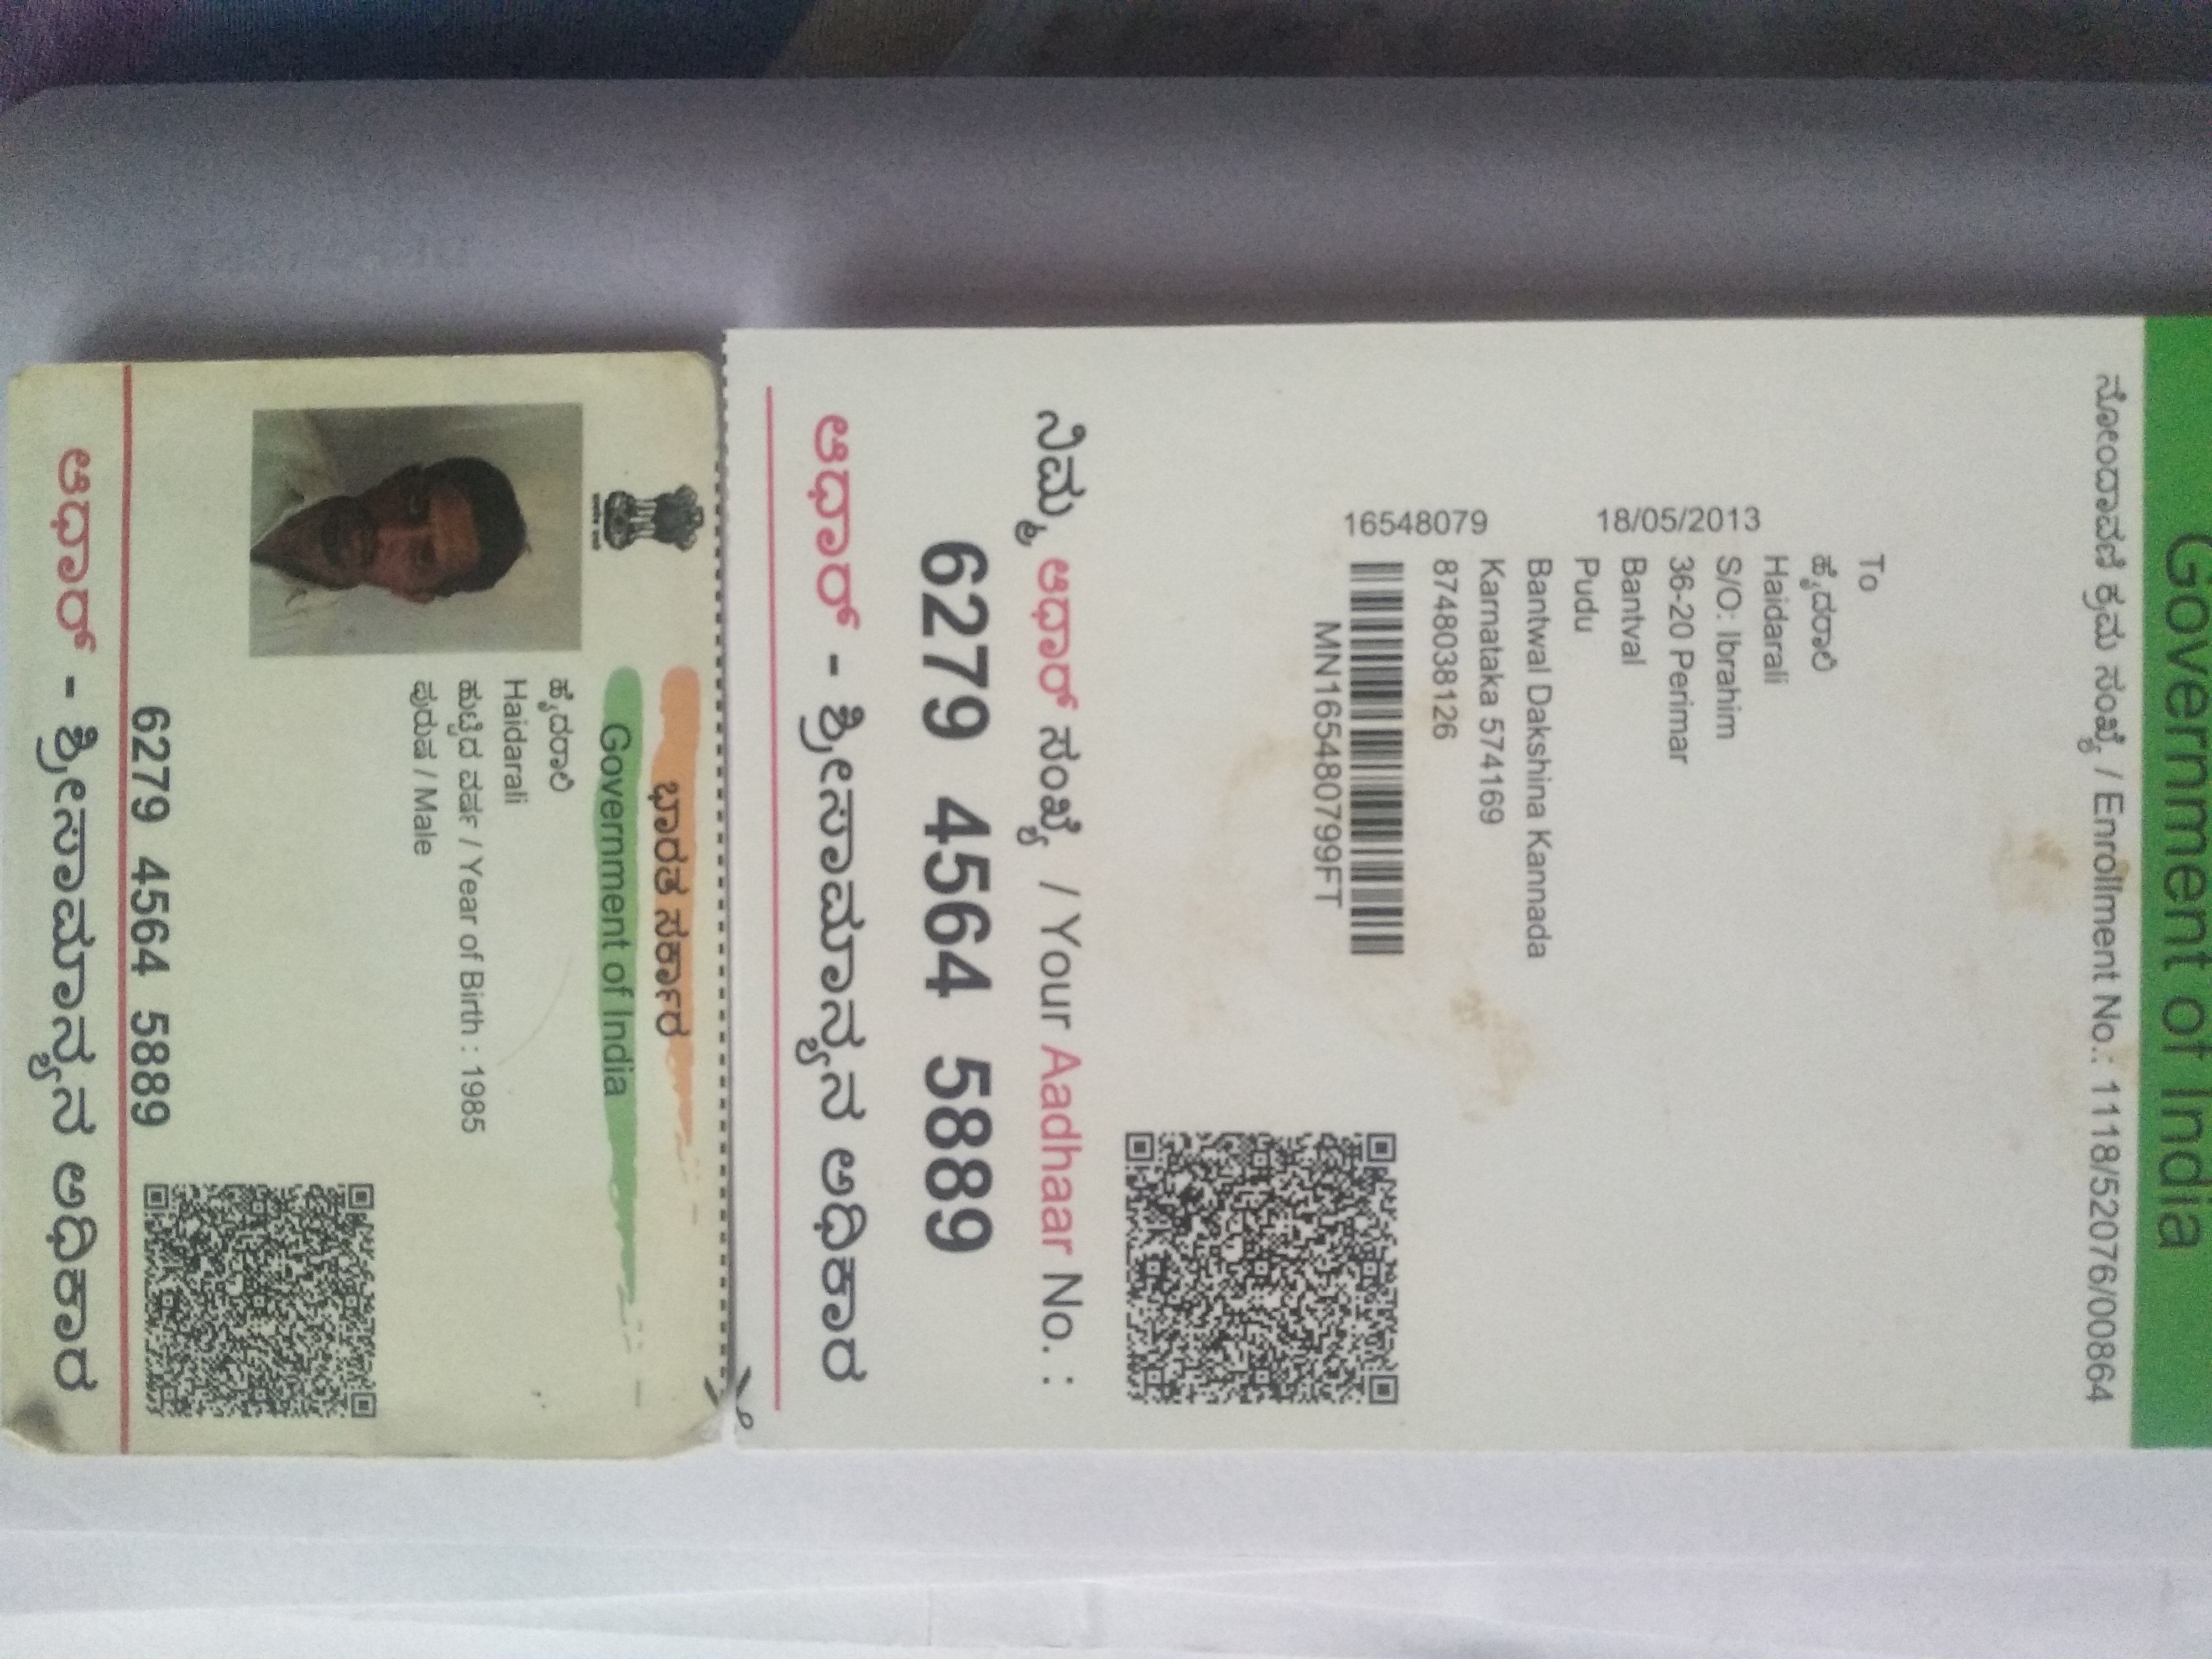 Government of India
ನೋಂದಾವಣೆ ಕ್ರಮ ಸಂಖ್ಯೆ / Enrollment No.: 1118/52076/00864
To
ಹೈದರಾಲಿ
Haidarali
S/O: Ibrahim
36-20 Perimar
Bantval
Pudu
Bantwal Dakshina Kannada
Karnataka 574169
8748038126
18/05/2013
16548079
MN165480799FT
ನಿಮ್ಮ ಆಧಾರ್ ಸಂಖ್ಯೆ / Your Aadhaar No. :
6279 4564 5889
ಆಧಾರ್ - ಶ್ರೀಸಾಮಾನ್ಯನ ಅಧಿಕಾರ
ಭಾರತ ಸರ್ಕಾರ
Government of India
ಹೈದರಾಲಿ
Haidarali
ಹುಟ್ಟಿದ ವರ್ಷ / Year of Birth : 1985
ಪುರುಷ / Male
6279 4564 5889
ಆಧಾರ್ - ಶ್ರೀಸಾಮಾನ್ಯನ ಅಧಿಕಾರ